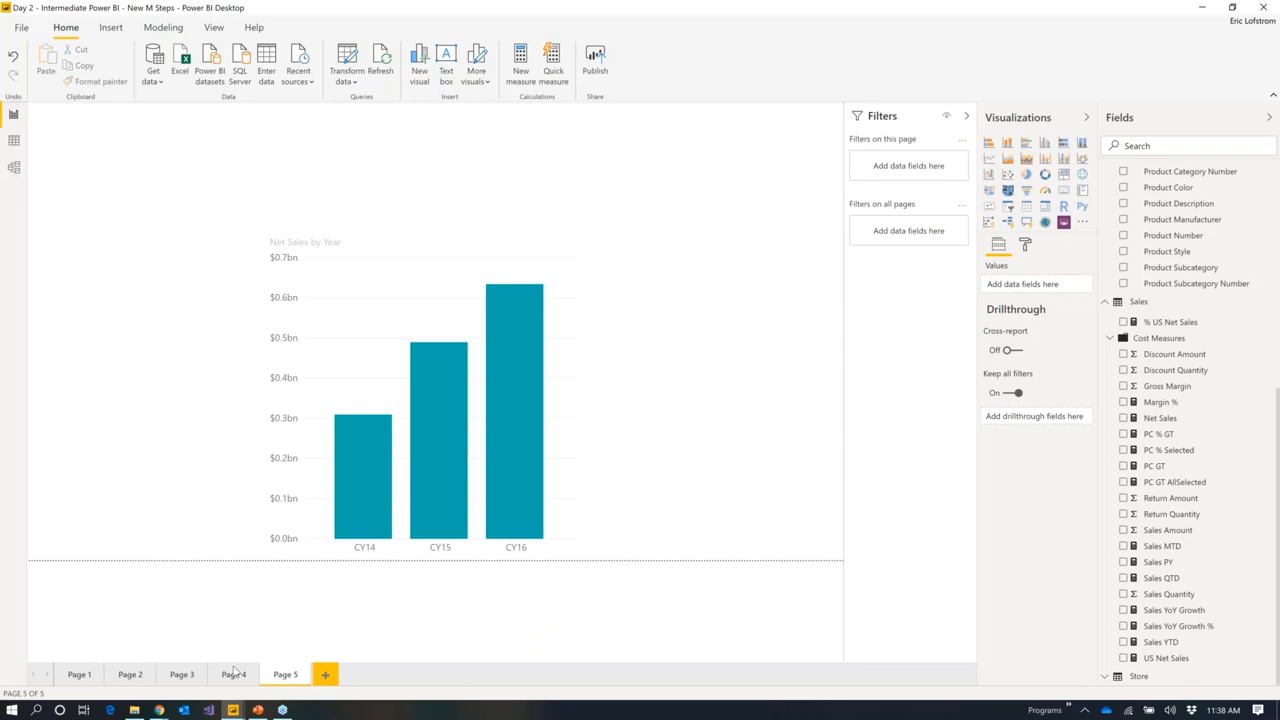 Day 2 - Intermediate Power BI - New M Steps - Power BI Desktop
Eric Lofstrom
File Home Insert Modeling View Help
Paste
Cut
Copy
Format painter
Get data
Excel
Power BI datasets
SQL Server
Enter data
Recent sources
Transform data
Refresh
New visual
Text box
More visuals
New measure
Quick measure
Publish
Undo
Clipboard
Data
Queries
Insert
Calculations
Share
Net Sales by Year
$0.7bn
$0.6bn
$0.5bn
$0.4bn
$0.3bn
$0.2bn
$0.1bn
$0.0bn
CY14 CY15 CY16
Filters
Filters on this page ...
Add data fields here
Filters on all pages ...
Add data fields here
Visualizations
R Py
...
Values
Add data fields here
Drillthrough
Cross-report
Off
Keep all filters
On
Add drillthrough fields here
Fields
Search
Product Category Number
Product Color
Product Description
Product Manufacturer
Product Number
Product Style
Product Subcategory
Product Subcategory Number
Sales
% US Net Sales
Cost Measures
Σ Discount Amount
Σ Discount Quantity
Σ Gross Margin
Margin %
Net Sales
PC % GT
PC % Selected
PC GT
PC GT AllSelected
Σ Return Amount
Σ Return Quantity
Σ Sales Amount
Sales MTD
Sales PY
Sales QTD
Σ Sales Quantity
Sales YoY Growth
Sales YoY Growth %
Sales YTD
US Net Sales
Store
Page 1 Page 2 Page 3 Page 4 Page 5 +
PAGE 5 OF 5
Programs » 11:38 AM